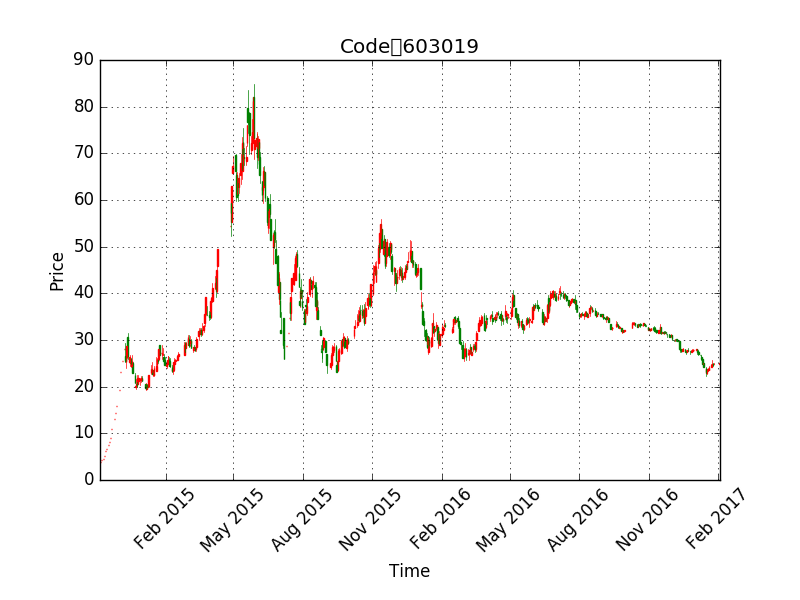 Code▯603019
90
80
70
60
50
40
30
20
10
0
Price
Feb 2015
May 2015
Aug 2015
Nov 2015
Feb 2016
May 2016
Aug 2016
Nov 2016
Feb 2017
Time